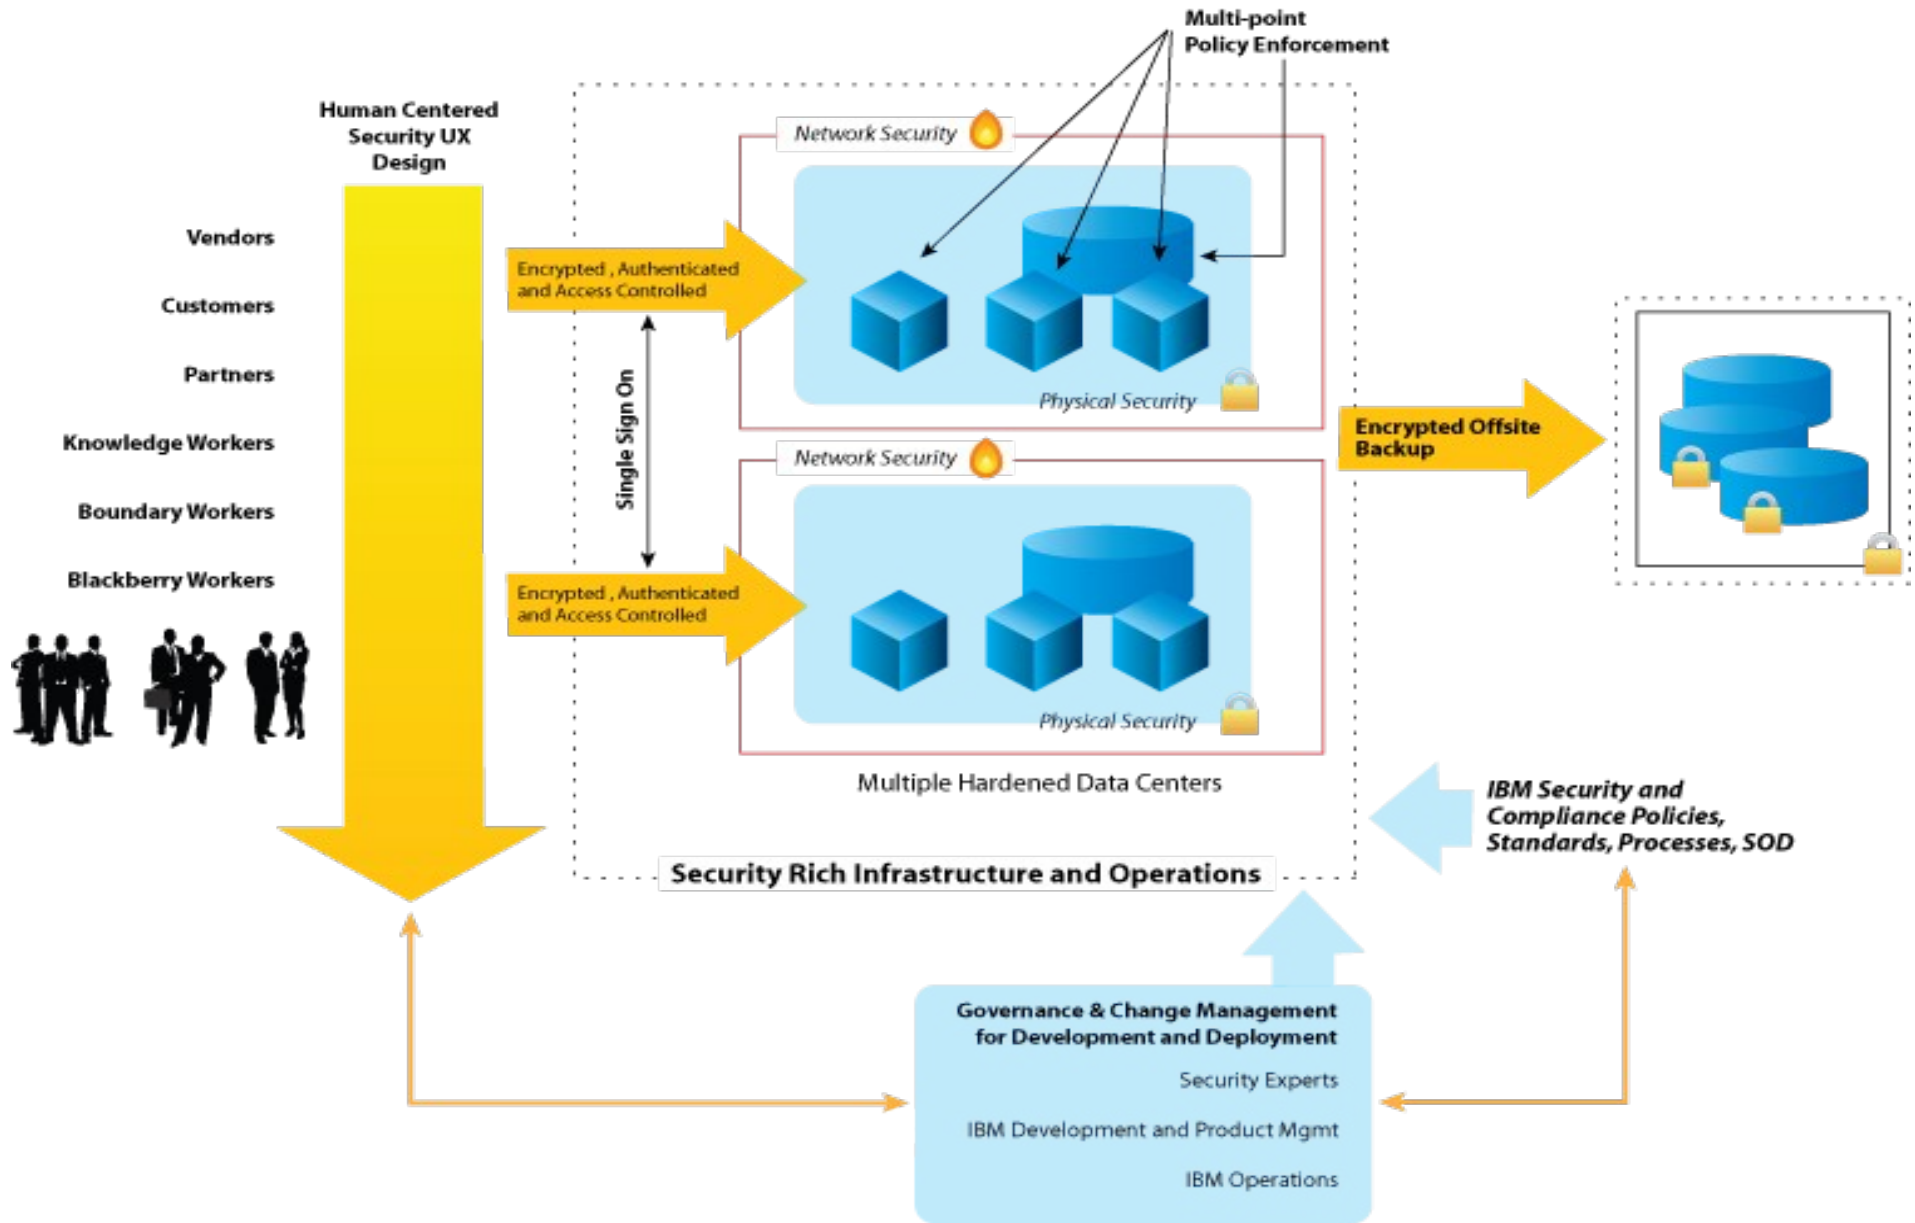 Multi-point
Policy Enforcement
Human Centered
Security UX
Design
Network Security
Vendors
Encrypted , Authenticated
and Access Controlled
Customers
Partners
Physical Security
Single Sign On
Encrypted Offsite
Backup
Knowledge Workers
Network Security
Boundary Workers
Blackberry Workers
Encrypted , Authenticated
and Access Controlled
Physical Security
Multiple Hardened Data Centers
IBM Security and
Compliance Policies,
Standards, Processes, SOD
Security Rich Infrastructure and Operations
Governance & Change Management
for Development and Deployment
Security Experts
IBM Development and Product Mgmt
IBM Operations